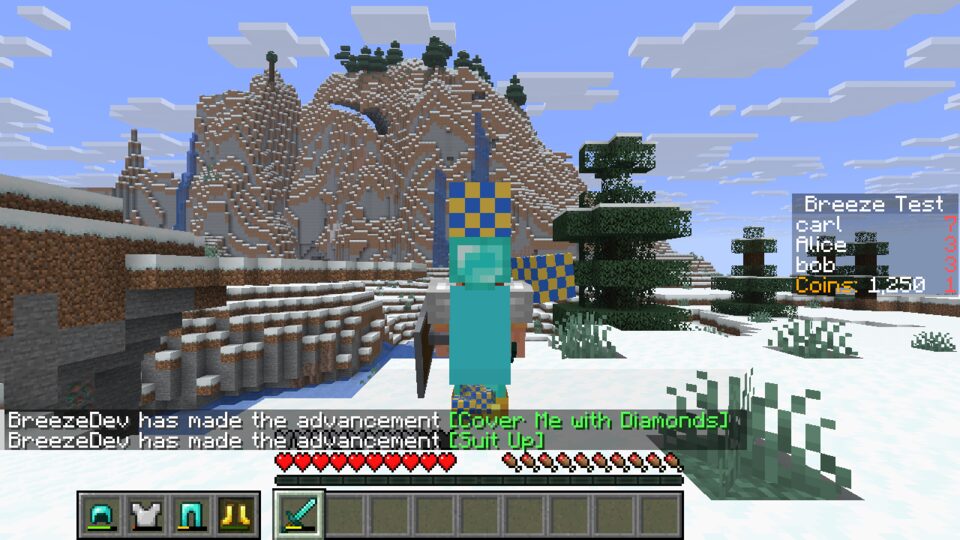 Breeze Test
carl 7
Alice 3
bob 3
Coins: 1,250 1
BreezeDev has made the advancement [Cover Me with Diamonds]
BreezeDev has made the advancement [Suit Up]